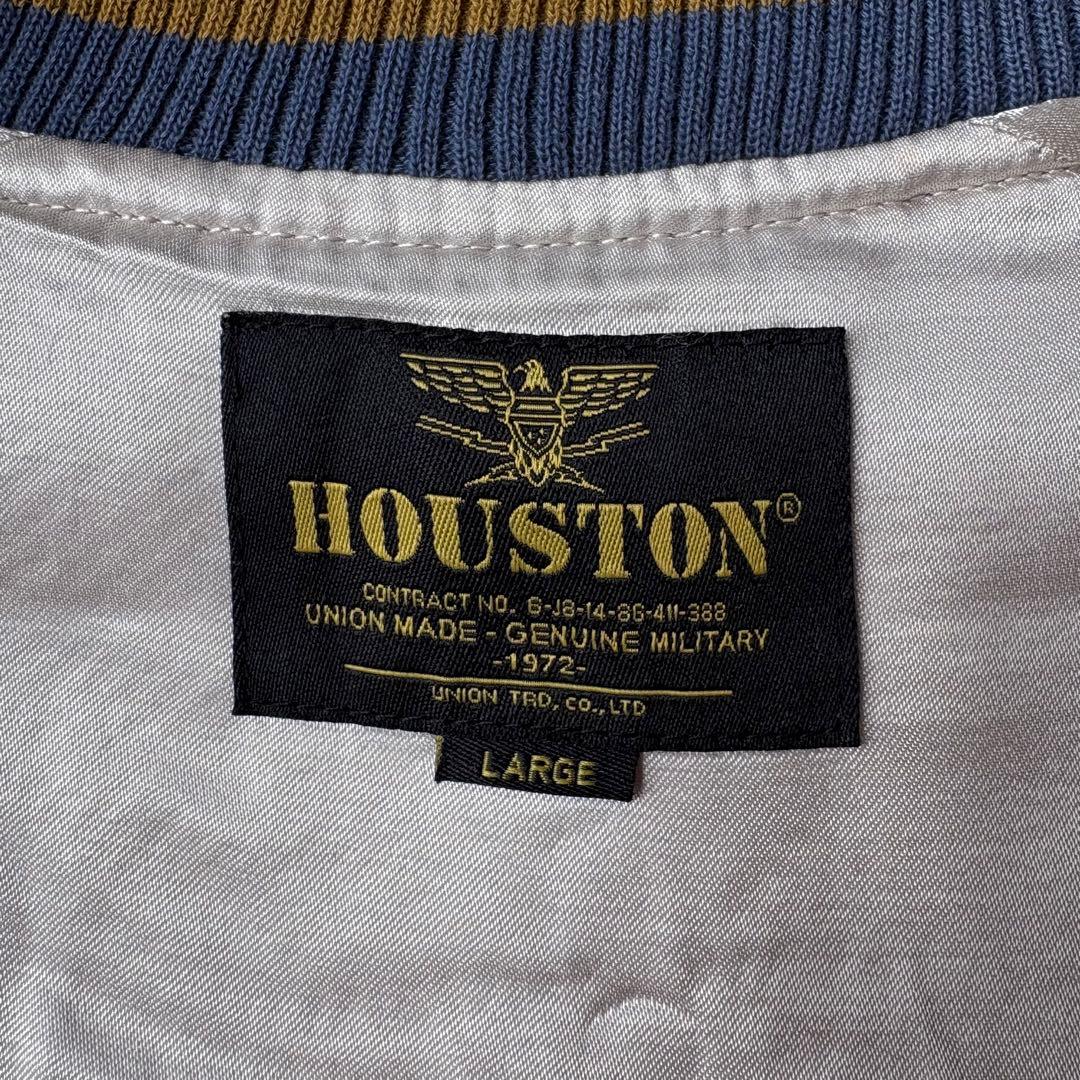 HOUSTON®
CONTRACT NO. 6-J8-14-86-411-388
UNION MADE - GENUINE MILITARY
-1972-
UNION TRD, CO., LTD
LARGE